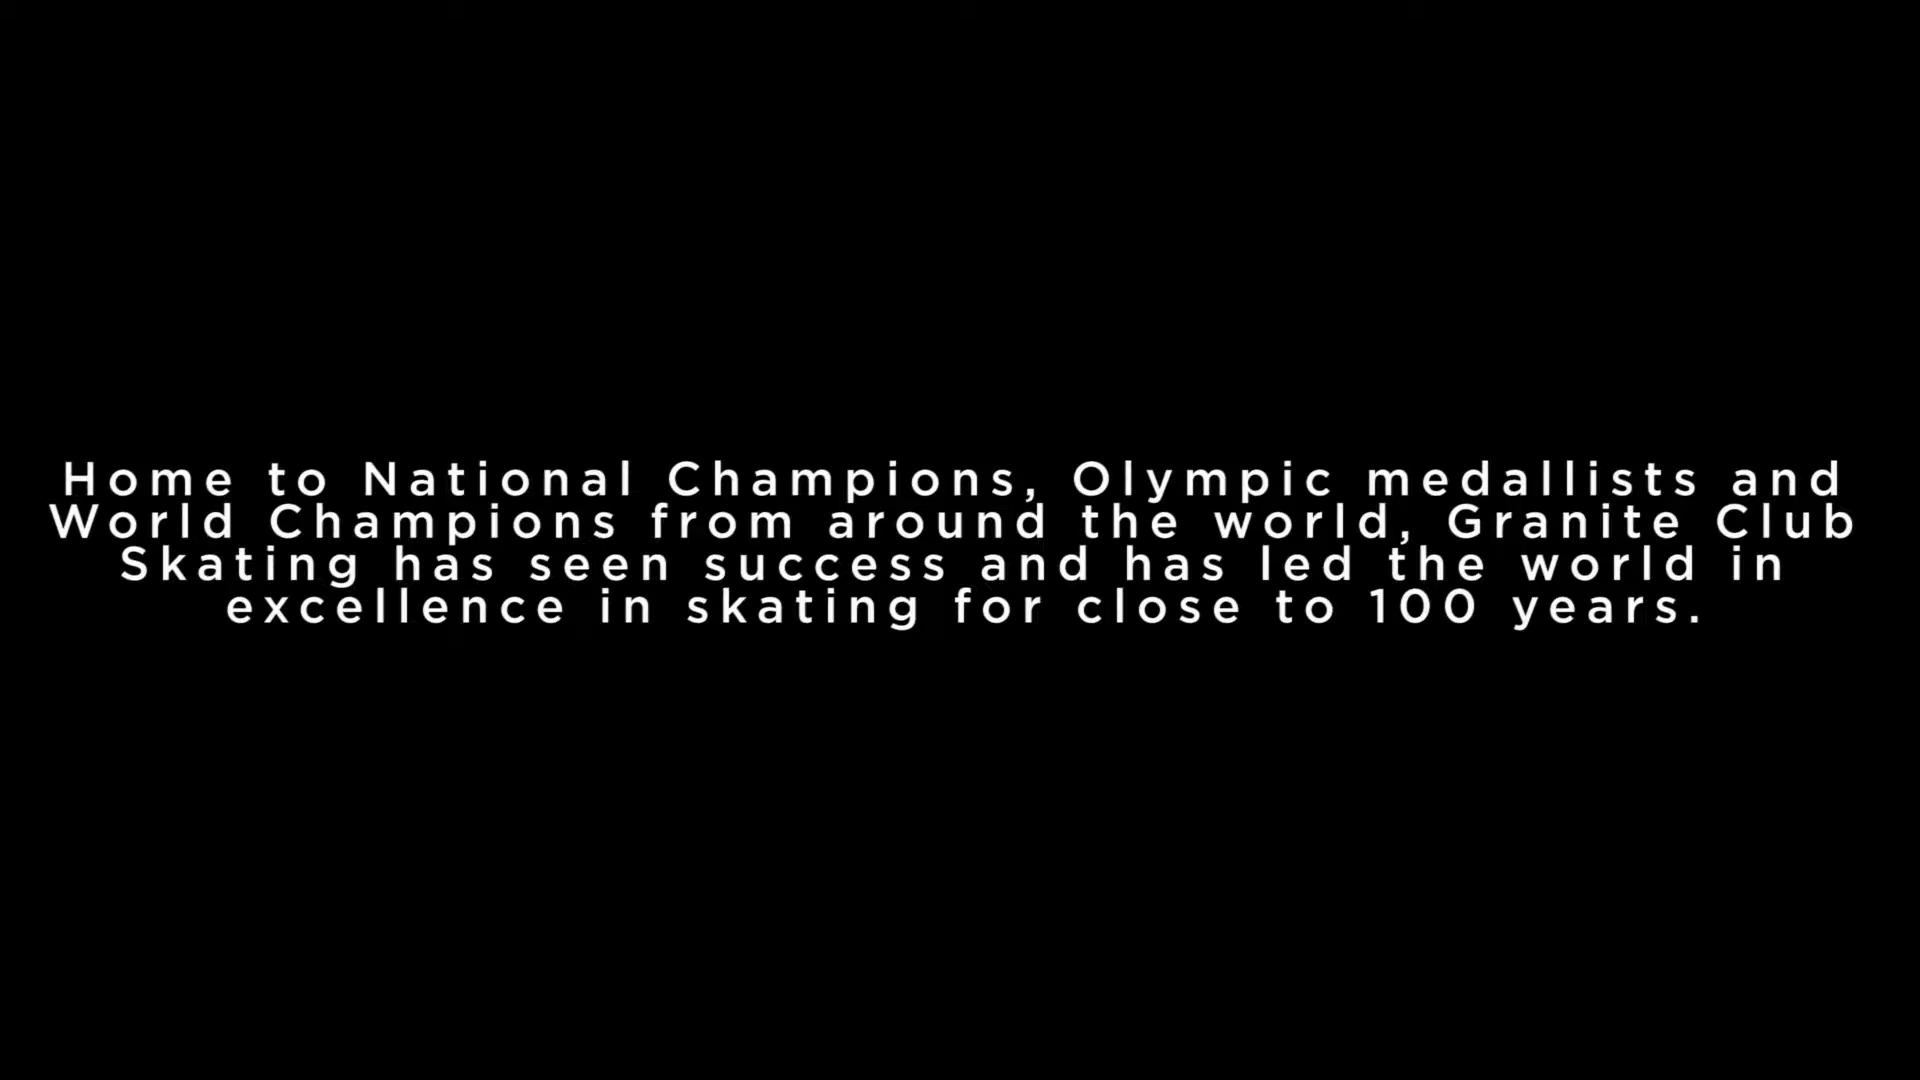 Home to National Champions, Olympic medallists and
World Champions from around the world, Granite Club
Skating has seen success and has led the world in
excellence in skating for close to 100 years.